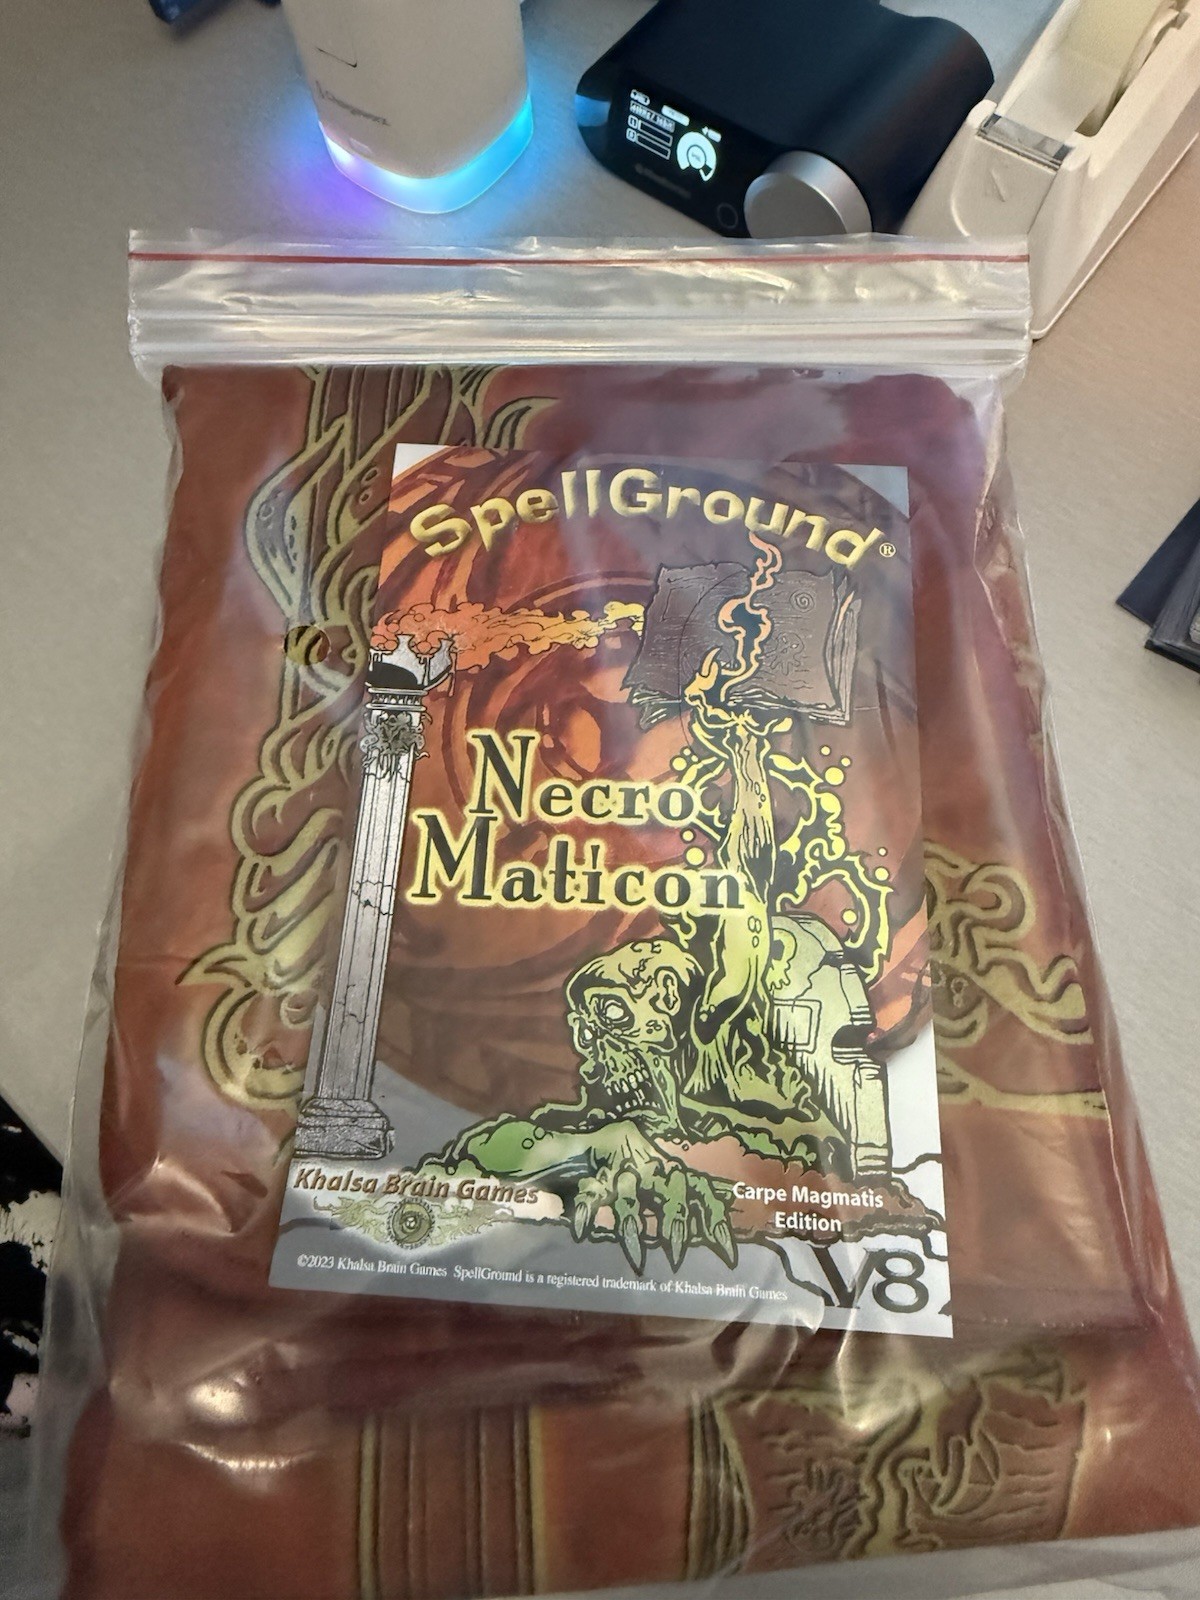 SpellGround®
Necro
Maticon
Khalsa Brain Games
Carpe Magmatis
Edition
©2023 Khalsa Brain Games SpellGround is a registered trademark of Khalsa Brain Games
V8